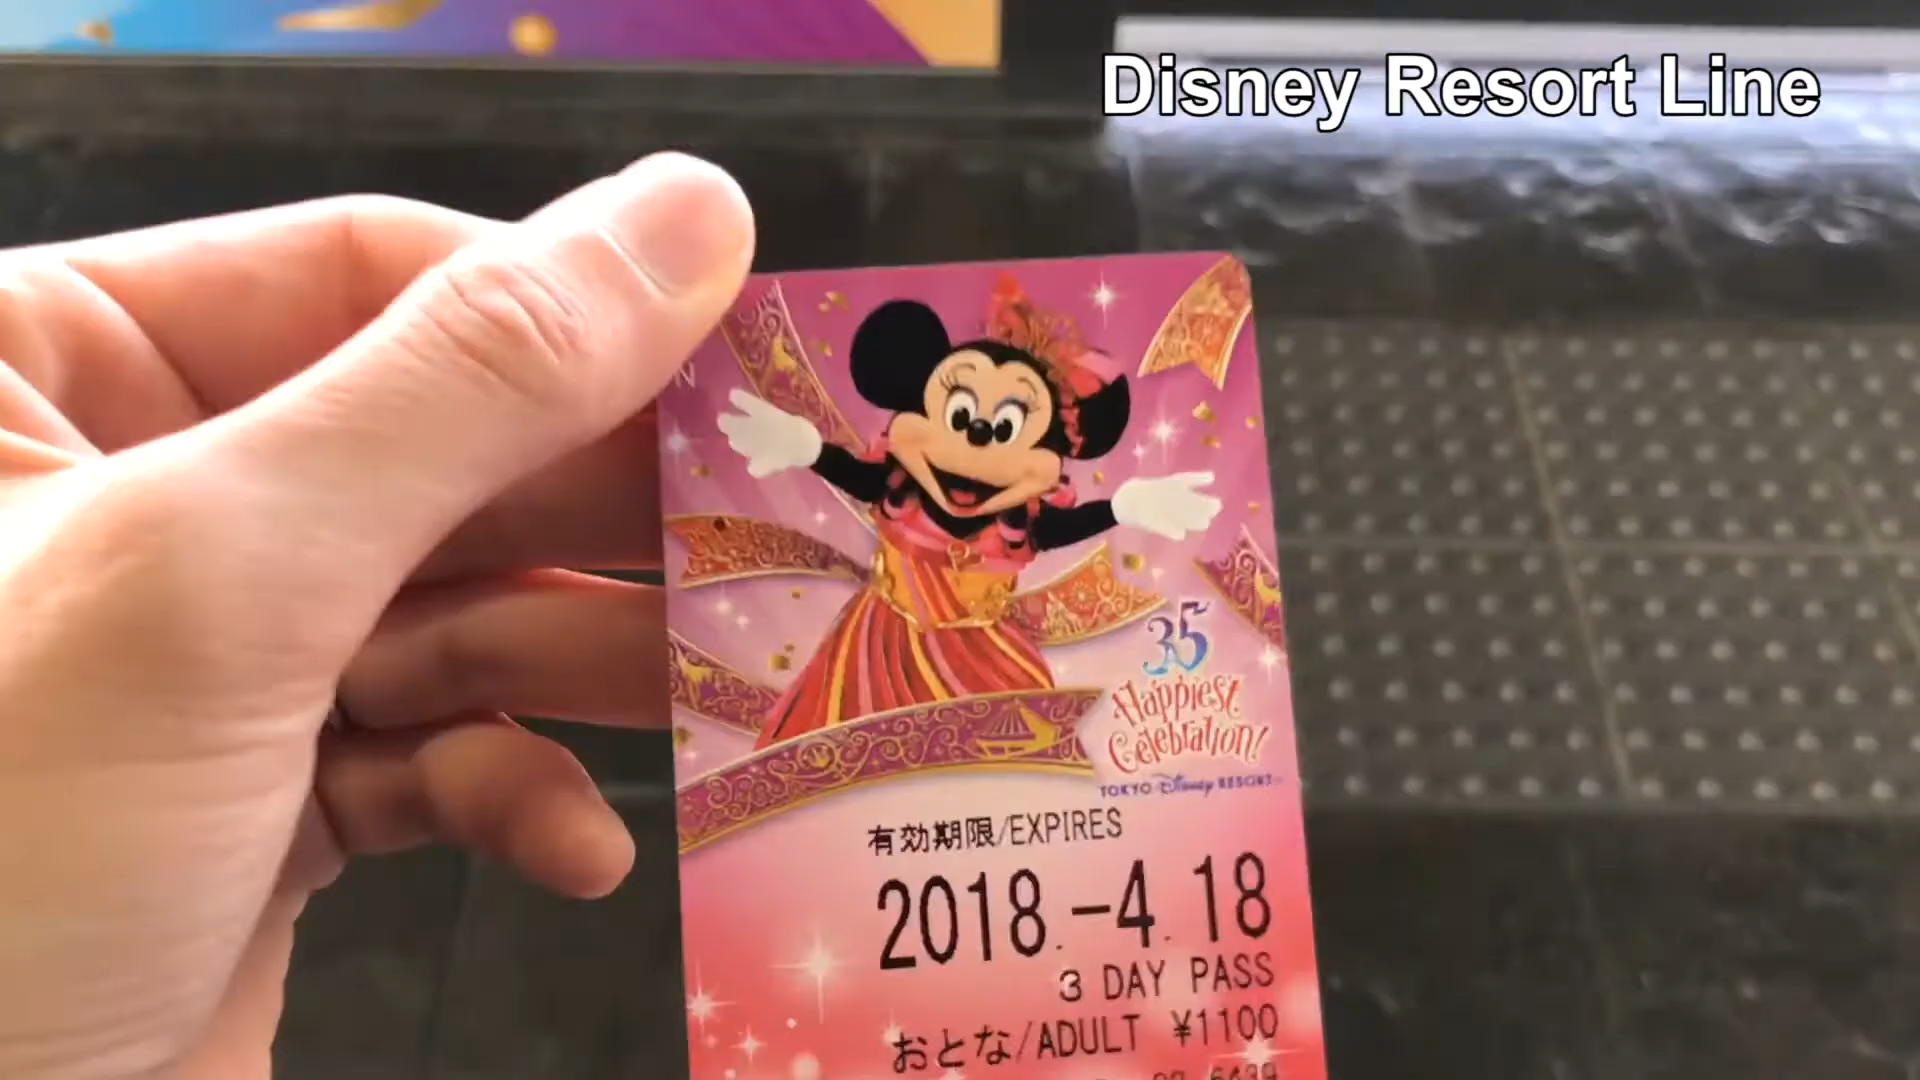 Disney Resort Line
35
Happiest
Celebration!
TOKYO Disney RESORT
有効期限/EXPIRES
2018.-4.18
3 DAY PASS
おとな/ADULT ¥1100